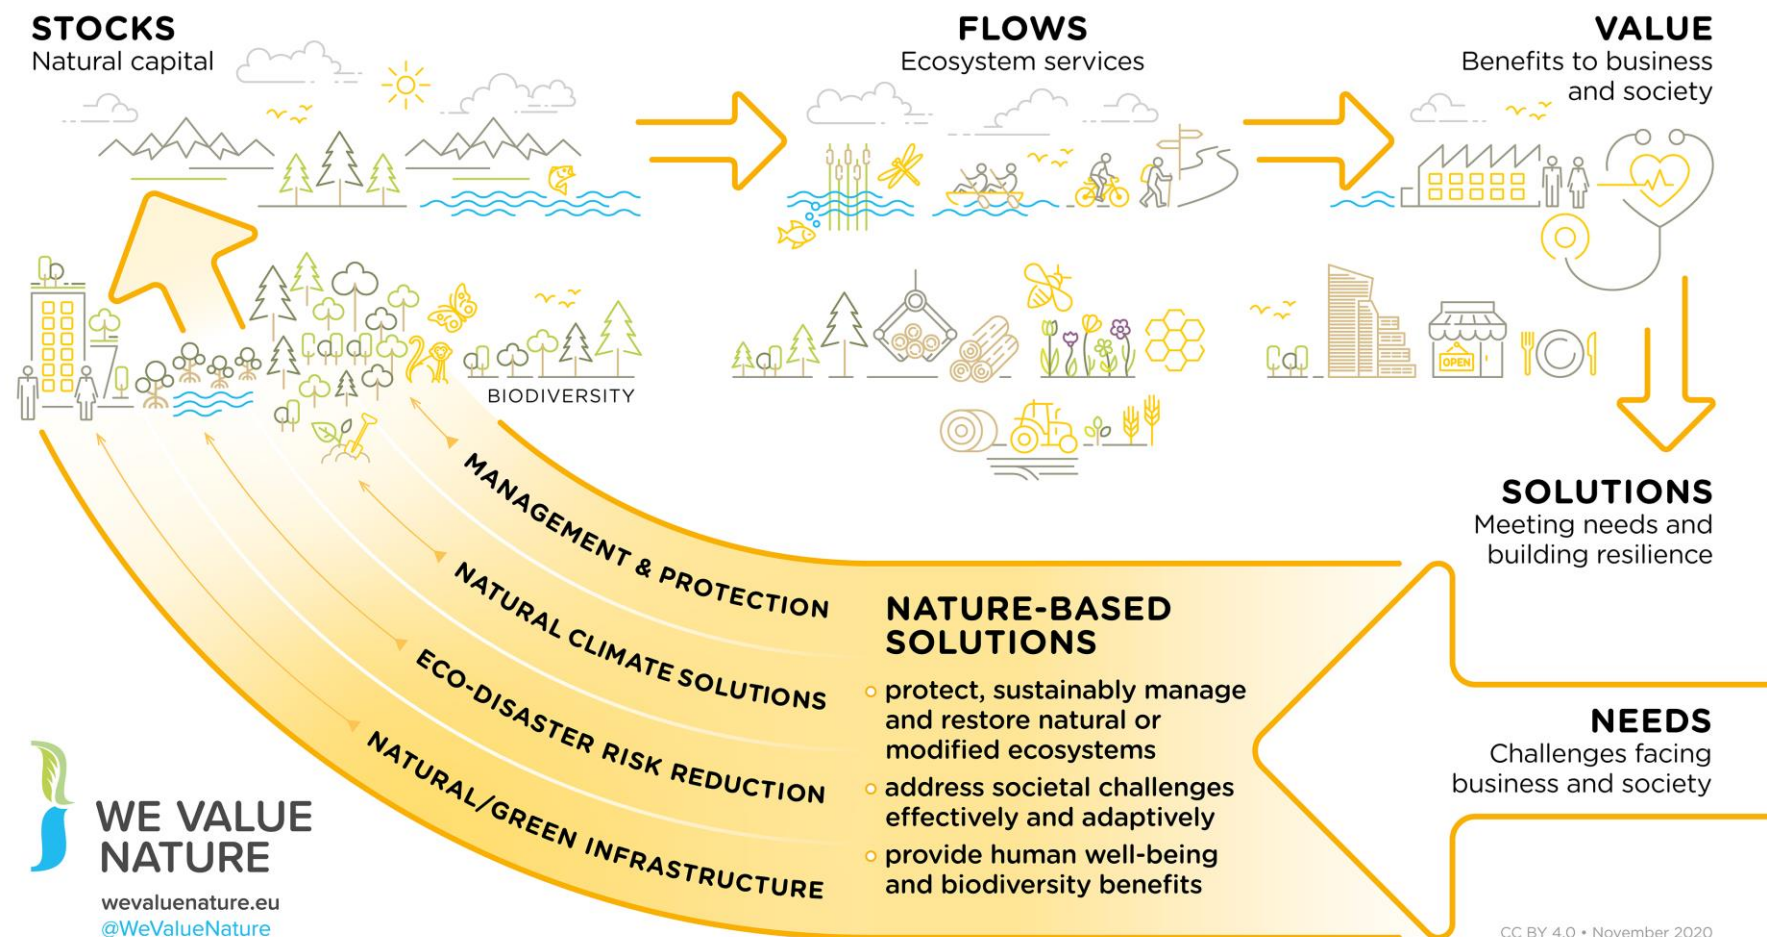 STOCKS
Natural capital
FLOWS
Ecosystem services
VALUE
Benefits to business
and society
BIODIVERSITY
OPEN
SOLUTIONS
Meeting needs and
building resilience
MANAGEMENT & PROTECTION
NATURAL CLIMATE SOLUTIONS
ECO-DISASTER RISK REDUCTION
NATURAL/GREEN INFRASTRUCTURE
NATURE-BASED
SOLUTIONS
protect, sustainably manage
and restore natural or
modified ecosystems
address societal challenges
effectively and adaptively
provide human well-being
and biodiversity benefits
NEEDS
Challenges facing
business and society
WE VALUE
NATURE
wevaluenature.eu
@WeValueNature
CC BY 4.0 • November 2020